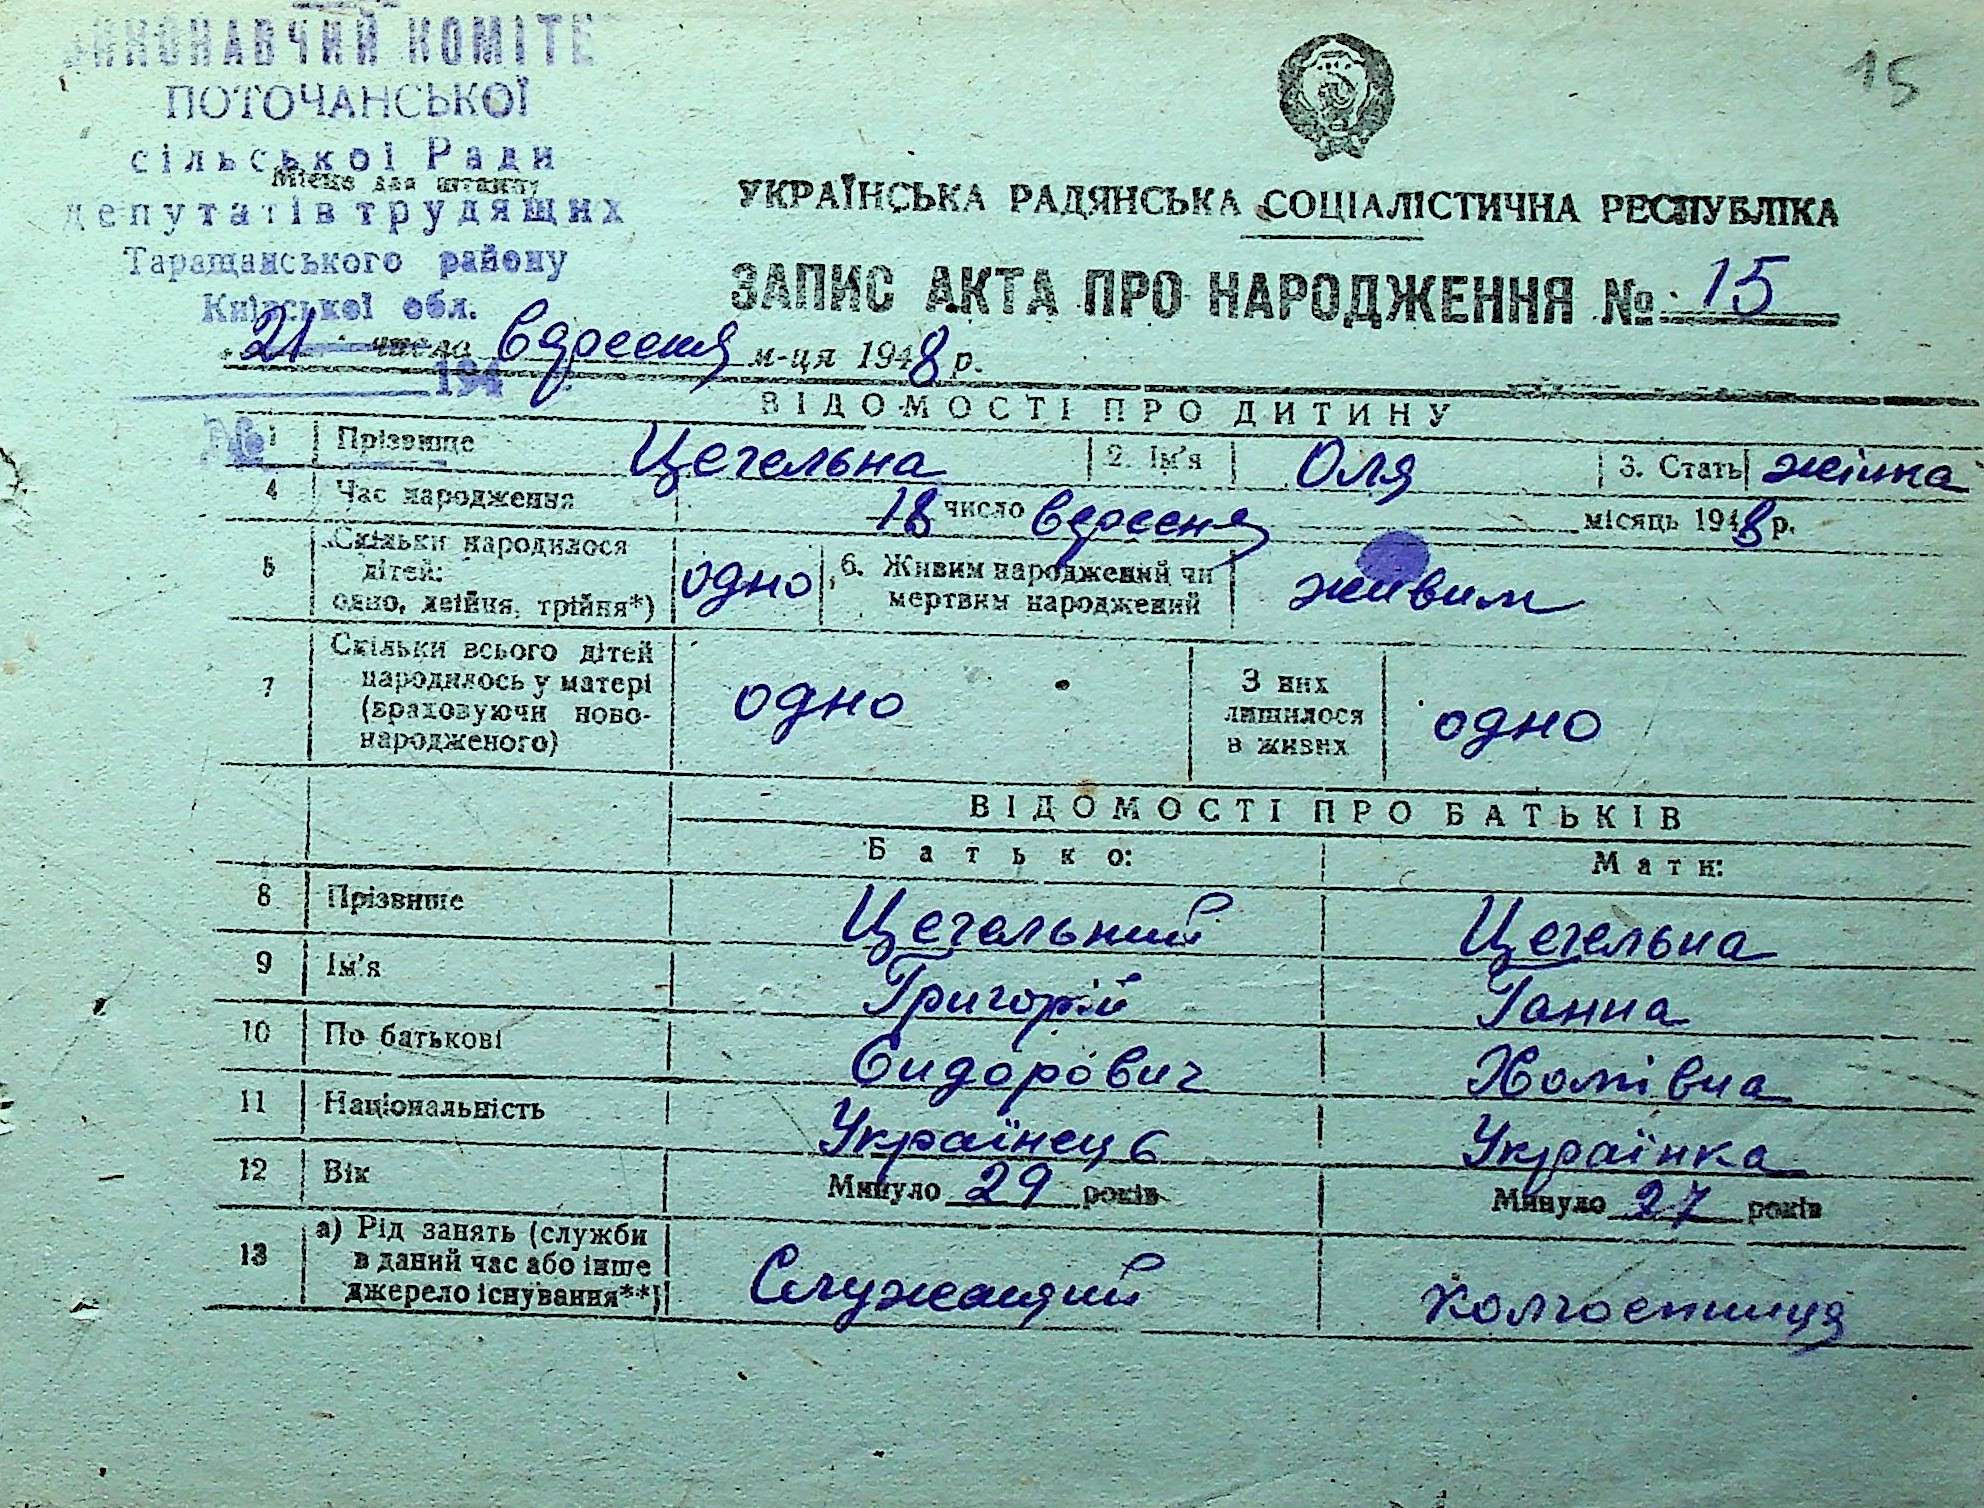 ВИКОНАВЧИЙ КОМІТЕ
ПОТОЧАНСЬКОЇ
сільської Ради
Місце для штампу
депутатів трудящих
Таращанського району
Київської обл.
194
№
15
УКРАЇНСЬКА РАДЯНСЬКА СОЦІАЛІСТИЧНА РЕСПУБЛІКА
ЗАПИС АКТА ПРО НАРОДЖЕННЯ № 15
21 числа вересня м-ця 1948 р.
ВІДОМОСТІ ПРО ДИТИНУ
1 Прізвище Цегельна 2. Ім'я Оля 3. Стать жінка
4 Час народження 18 число вересня місяць 1948 р.
5 Скільки народилося дітей: одно, двійня, трійня*) одно 6. Живим народжений чи мертвим народжений живим
7 Скільки всього дітей народилось у матері (враховуючи новонародженого) одно З них лишилося в живих одно
ВІДОМОСТІ ПРО БАТЬКІВ
Батько: Мати:
8 Прізвище Цегельний Цегельна
9 Ім'я Григорій Ганна
10 По батькові Сидорович Хомівна
11 Національність Українець Українка
12 Вік Минуло 29 років Минуло 27 років
13 а) Рід занять (служби в даний час або інше джерело існування**) Служащий Колгоспниця